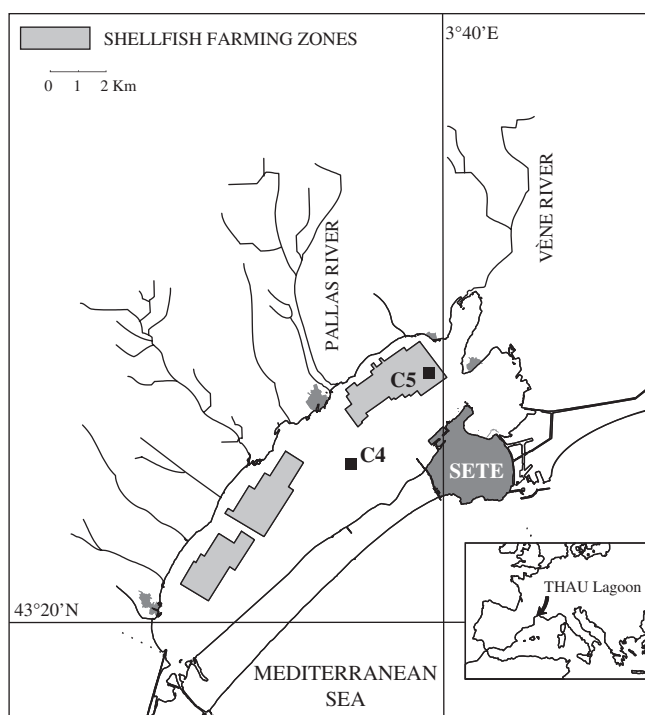 SHELLFISH FARMING ZONES
3°40'E
0 1 2 Km
PALLAS RIVER
VÈNE RIVER
C5
C4
SETE
THAU Lagoon
43°20'N
MEDITERRANEAN
SEA